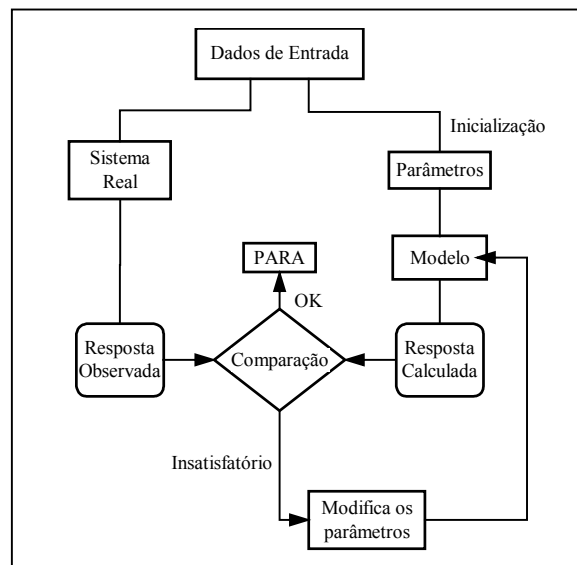 Dados de Entrada
Inicialização
Sistema
Real
Parâmetros
Modelo
PARA
OK
Resposta
Observada
Comparação
Resposta
Calculada
Insatisfatório
Modifica os
parâmetros